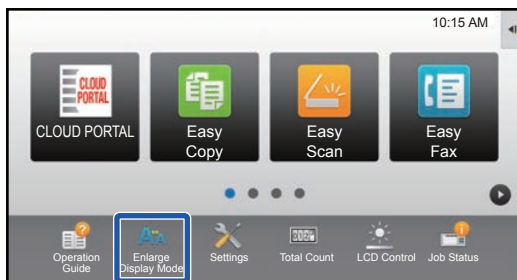 10:15 AM
CLOUD
PORTAL
CLOUD PORTAL
Easy
Copy
Easy
Scan
Easy
Fax
Operation
Guide
Enlarge
Display Mode
Settings
Total Count
LCD Control
Job Status